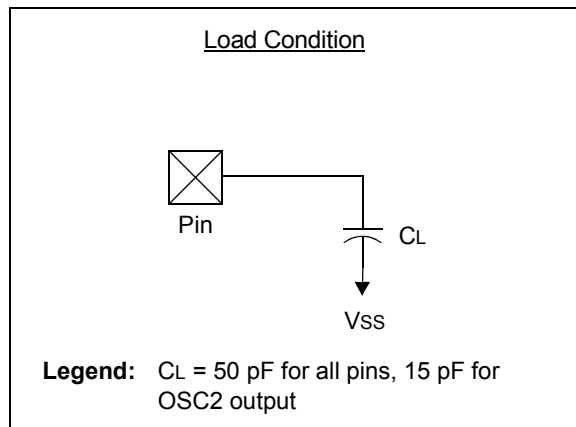 Load Condition
Pin
CL
VSS
Legend: CL = 50 pF for all pins, 15 pF for
OSC2 output